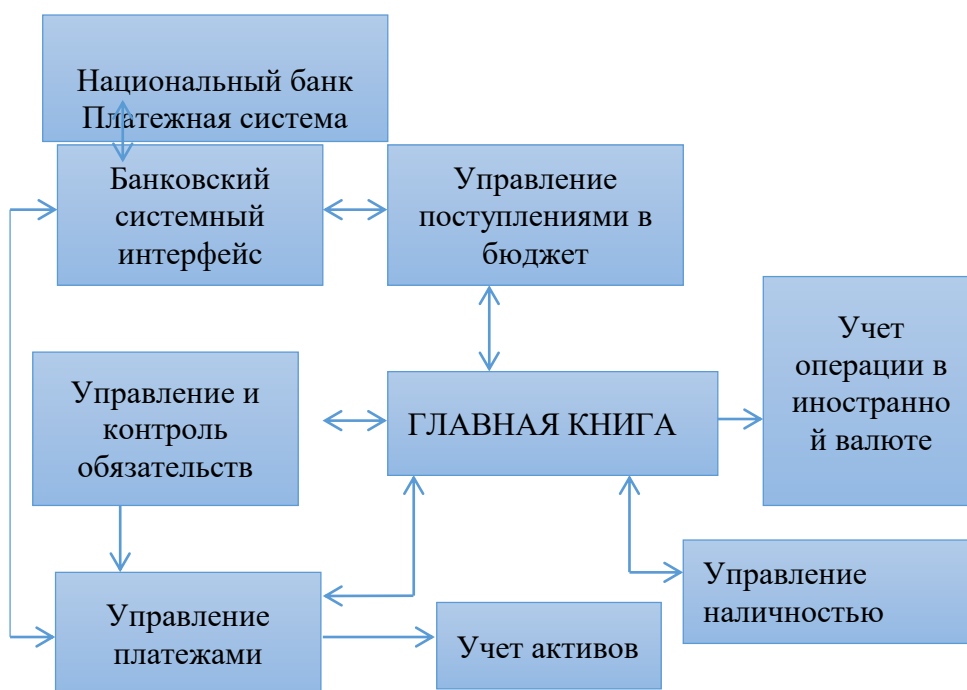 Национальный банк
Платежная система
Банковский
системный
интерфейс
Управление
поступлениями в
бюджет
Учет
операции в
иностранно
й валюте
Управление и
контроль
обязательств
ГЛАВНАЯ КНИГА
Управление
наличностью
Управление
платежами
Учет активов